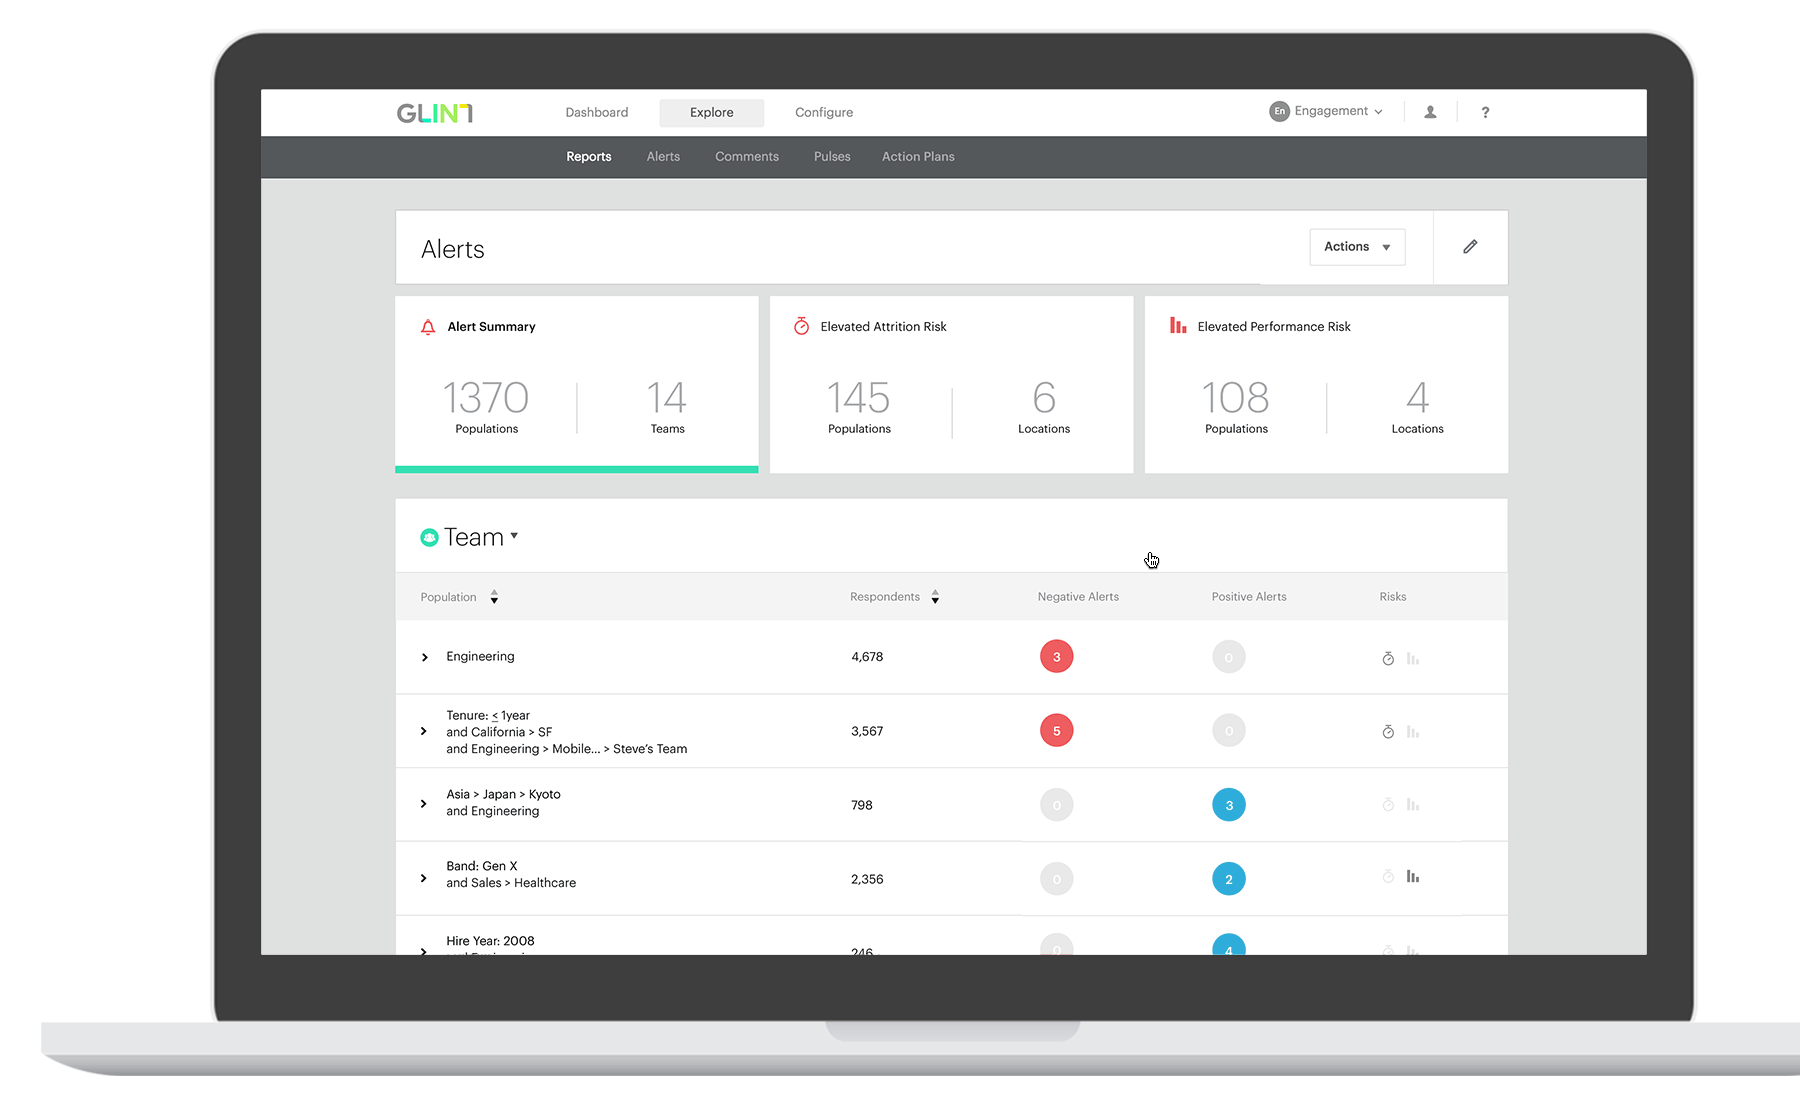 GLINT
Dashboard
Explore
Configure
En
Engagement
?
Reports
Alerts
Comments
Pulses
Action Plans
Alerts
Actions
Alert Summary
1370
14
Populations
Teams
Elevated Attrition Risk
145
6
Populations
Locations
Elevated Performance Risk
108
4
Populations
Locations
Team
Population
Respondents
Negative Alerts
Positive Alerts
Risks
Engineering
4,678
3
0
Tenure: ≤ 1year
and California > SF
and Engineering > Mobile... > Steve's Team
3,567
5
0
Asia > Japan > Kyoto
and Engineering
798
0
3
Band: Gen X
and Sales > Healthcare
2,356
0
2
Hire Year: 2008
246
0
4